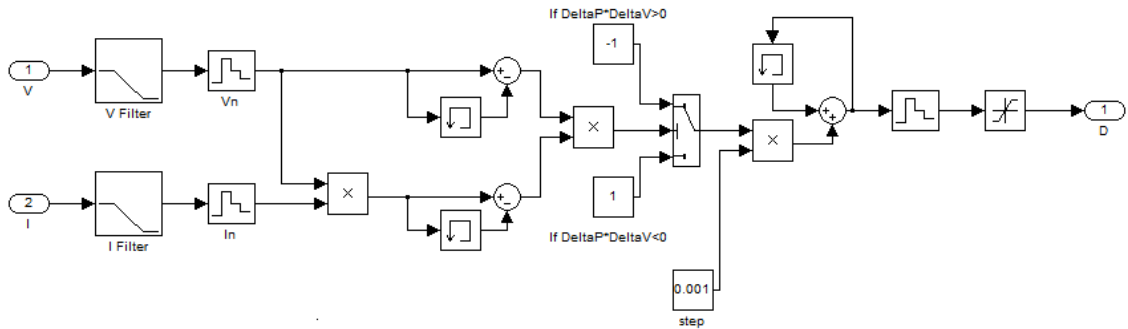 If DeltaP*DeltaV>0
-1
1
V
V Filter
Vn
+
−
×
+
+
1
D
2
I
I Filter
In
×
+
−
1
×
If DeltaP*DeltaV<0
0.001
step